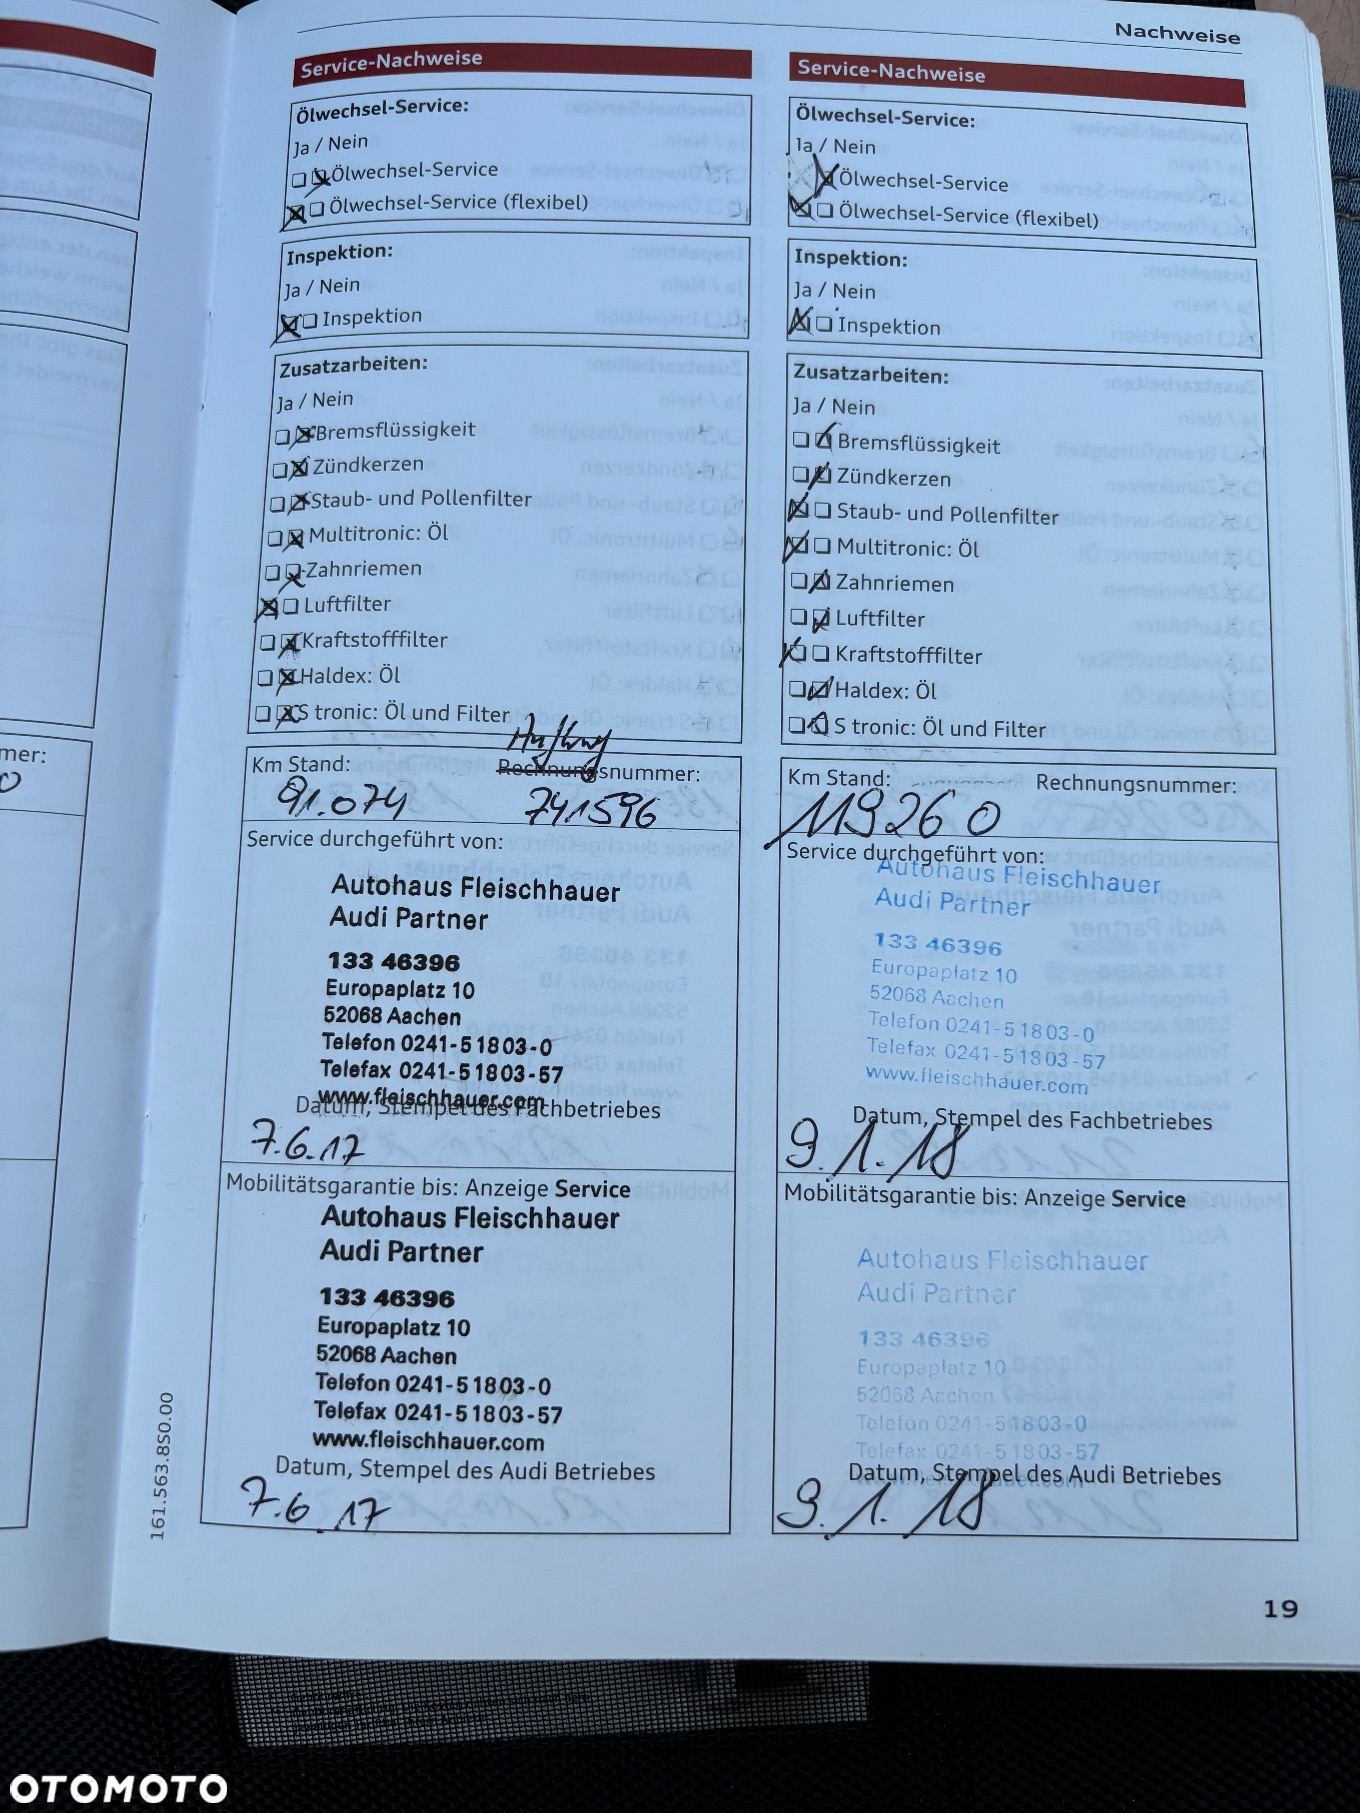 Nachweise
Service-Nachweise
Ölwechsel-Service:
Ja / Nein
Ölwechsel-Service
Ölwechsel-Service (flexibel)
Inspektion:
Ja / Nein
Inspektion
Zusatzarbeiten:
Ja / Nein
Bremsflüssigkeit
Zündkerzen
Staub- und Pollenfilter
Multitronic: Öl
Zahnriemen
Luftfilter
Kraftstofffilter
Haldex: Öl
S tronic: Öl und Filter
Km Stand: Rechnungsnummer:
91.074 741596
Service durchgeführt von:
Autohaus Fleischhauer
Audi Partner
133 46396
Europaplatz 10
52068 Aachen
Telefon 0241-51803-0
Telefax 0241-51803-57
www.fleischhauer.com
Datum, Stempel des Fachbetriebes
7.6.17
Mobilitätsgarantie bis: Anzeige Service
Autohaus Fleischhauer
Audi Partner
133 46396
Europaplatz 10
52068 Aachen
Telefon 0241-51803-0
Telefax 0241-51803-57
www.fleischhauer.com
Datum, Stempel des Audi Betriebes
7.6.17
161.563.8S0.00
Service-Nachweise
Ölwechsel-Service:
Ja / Nein
Ölwechsel-Service
Ölwechsel-Service (flexibel)
Inspektion:
Ja / Nein
Inspektion
Zusatzarbeiten:
Ja / Nein
Bremsflüssigkeit
Zündkerzen
Staub- und Pollenfilter
Multitronic: Öl
Zahnriemen
Luftfilter
Kraftstofffilter
Haldex: Öl
S tronic: Öl und Filter
Km Stand: Rechnungsnummer:
119260
Service durchgeführt von:
Autohaus Fleischhauer
Audi Partner
133 46396
Europaplatz 10
52068 Aachen
Telefon 0241-51803-0
Telefax 0241-51803-57
www.fleischhauer.com
Datum, Stempel des Fachbetriebes
9.1.18
Mobilitätsgarantie bis: Anzeige Service
Autohaus Fleischhauer
Audi Partner
133 46396
Europaplatz 10
52068 Aachen
Telefon 0241-51803-0
Telefax 0241-51803-57
www.fleischhauer.com
Datum, Stempel des Audi Betriebes
9.1.18
19
mer:
0
OTOMOTO